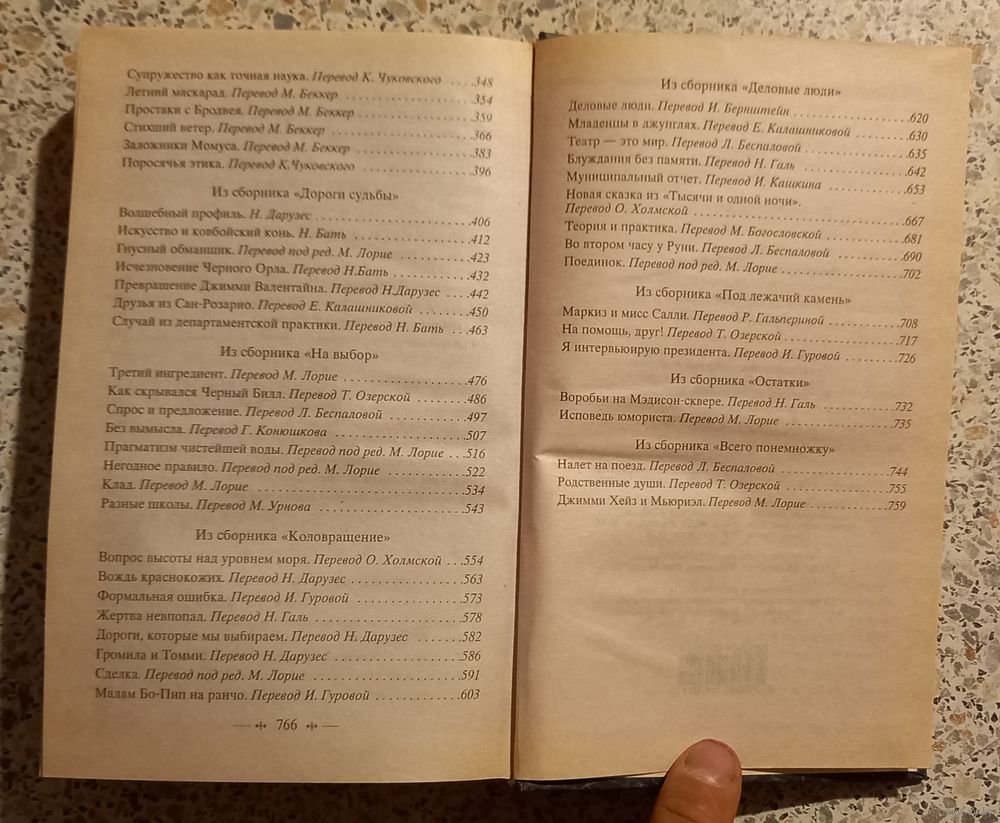 Супружество как точная наука. Перевод К. Чуковского ....348
Летний маскарад. Перевод М. Беккер ....................354
Простаки с Бродвея. Перевод М. Беккер .................359
Стихший ветер. Перевод М. Беккер ......................366
Заложники Момуса. Перевод М. Беккер ...................383
Поросячья этика. Перевод К.Чуковского .................396
Из сборника «Дороги судьбы»
Волшебный профиль. Н. Дарузес .........................406
Искусство и ковбойский конь. Н. Бать ..................412
Гнусный обманщик. Перевод под ред. М. Лорие ...........423
Исчезновение Черного Орла. Перевод Н.Бать .............432
Превращение Джимми Валентайна. Перевод Н.Дарузес ....442
Друзья из Сан-Розарио. Перевод Е. Калашниковой ........450
Случай из департаментской практики. Перевод Н. Бать ...463
Из сборника «На выбор»
Третий ингредиент. Перевод М. Лорие ...................476
Как скрывался Черный Билл. Перевод Т. Озерской ........486
Спрос и предложение. Перевод Л. Беспаловой ............497
Без вымысла. Перевод Г. Конюшкова .....................507
Прагматизм чистейшей воды. Перевод под ред. М. Лорие ..516
Негодное правило. Перевод под ред. М. Лорие ...........522
Клад. Перевод М. Лорие ................................534
Разные школы. Перевод М. Урнова .......................543
Из сборника «Коловращение»
Вопрос высоты над уровнем моря. Перевод О. Холмской ...554
Вождь краснокожих. Перевод Н. Дарузес .................563
Формальная ошибка. Перевод И. Гуровой .................573
Жертва невпопад. Перевод Н. Галь ......................578
Дороги, которые мы выбираем. Перевод Н. Дарузес .......582
Громила и Томми. Перевод Н. Дарузес ...................586
Сделка. Перевод под ред. М. Лорие .....................591
Мадам Бо-Пип на ранчо. Перевод И. Гуровой .............603
766
Из сборника «Деловые люди»
Деловые люди. Перевод И. Бернштейн ....................620
Младенцы в джунглях. Перевод Е. Калашниковой ..........630
Театр — это мир. Перевод Л. Беспаловой ................635
Блуждания без памяти. Перевод Н. Галь .................642
Муниципальный отчет. Перевод И. Кашкина ...............653
Новая сказка из «Тысячи и одной ночи».
Перевод О. Холмской ...................................667
Теория и практика. Перевод М. Богословской ............681
Во втором часу у Руни. Перевод Л. Беспаловой ..........690
Поединок. Перевод под ред. М. Лорие ...................702
Из сборника «Под лежачий камень»
Маркиз и мисс Салли. Перевод Р. Гальпериной ...........708
На помощь, друг! Перевод Т. Озерской ..................717
Я интервьюирую президента. Перевод И. Гуровой .........726
Из сборника «Остатки»
Воробьи на Мэдисон-сквере. Перевод Н. Галь ............732
Исповедь юмориста. Перевод М. Лорие ...................735
Из сборника «Всего понемножку»
Налет на поезд. Перевод Л. Беспаловой .................744
Родственные души. Перевод Т. Озерской .................755
Джимми Хейз и Мьюриэл. Перевод М. Лорие ...............759